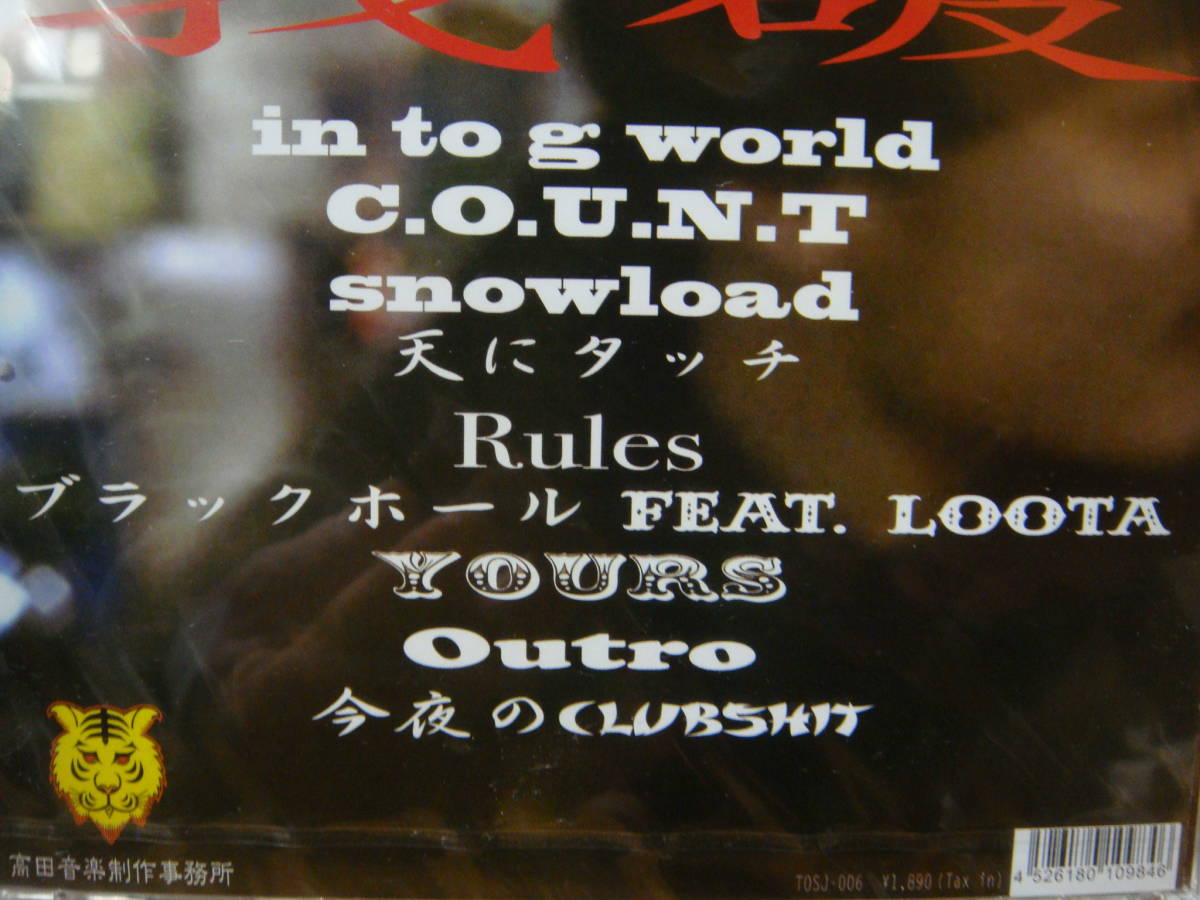 in to g world
C.O.U.N.T
snowload
天にタッチ
Rules
ブラックホール FEAT. LOOTA
YOURS
Outro
今夜のCLUBSHIT
高田音楽制作事務所
TOSJ-006 ¥1,890 (Tax in)
4 526180 109846